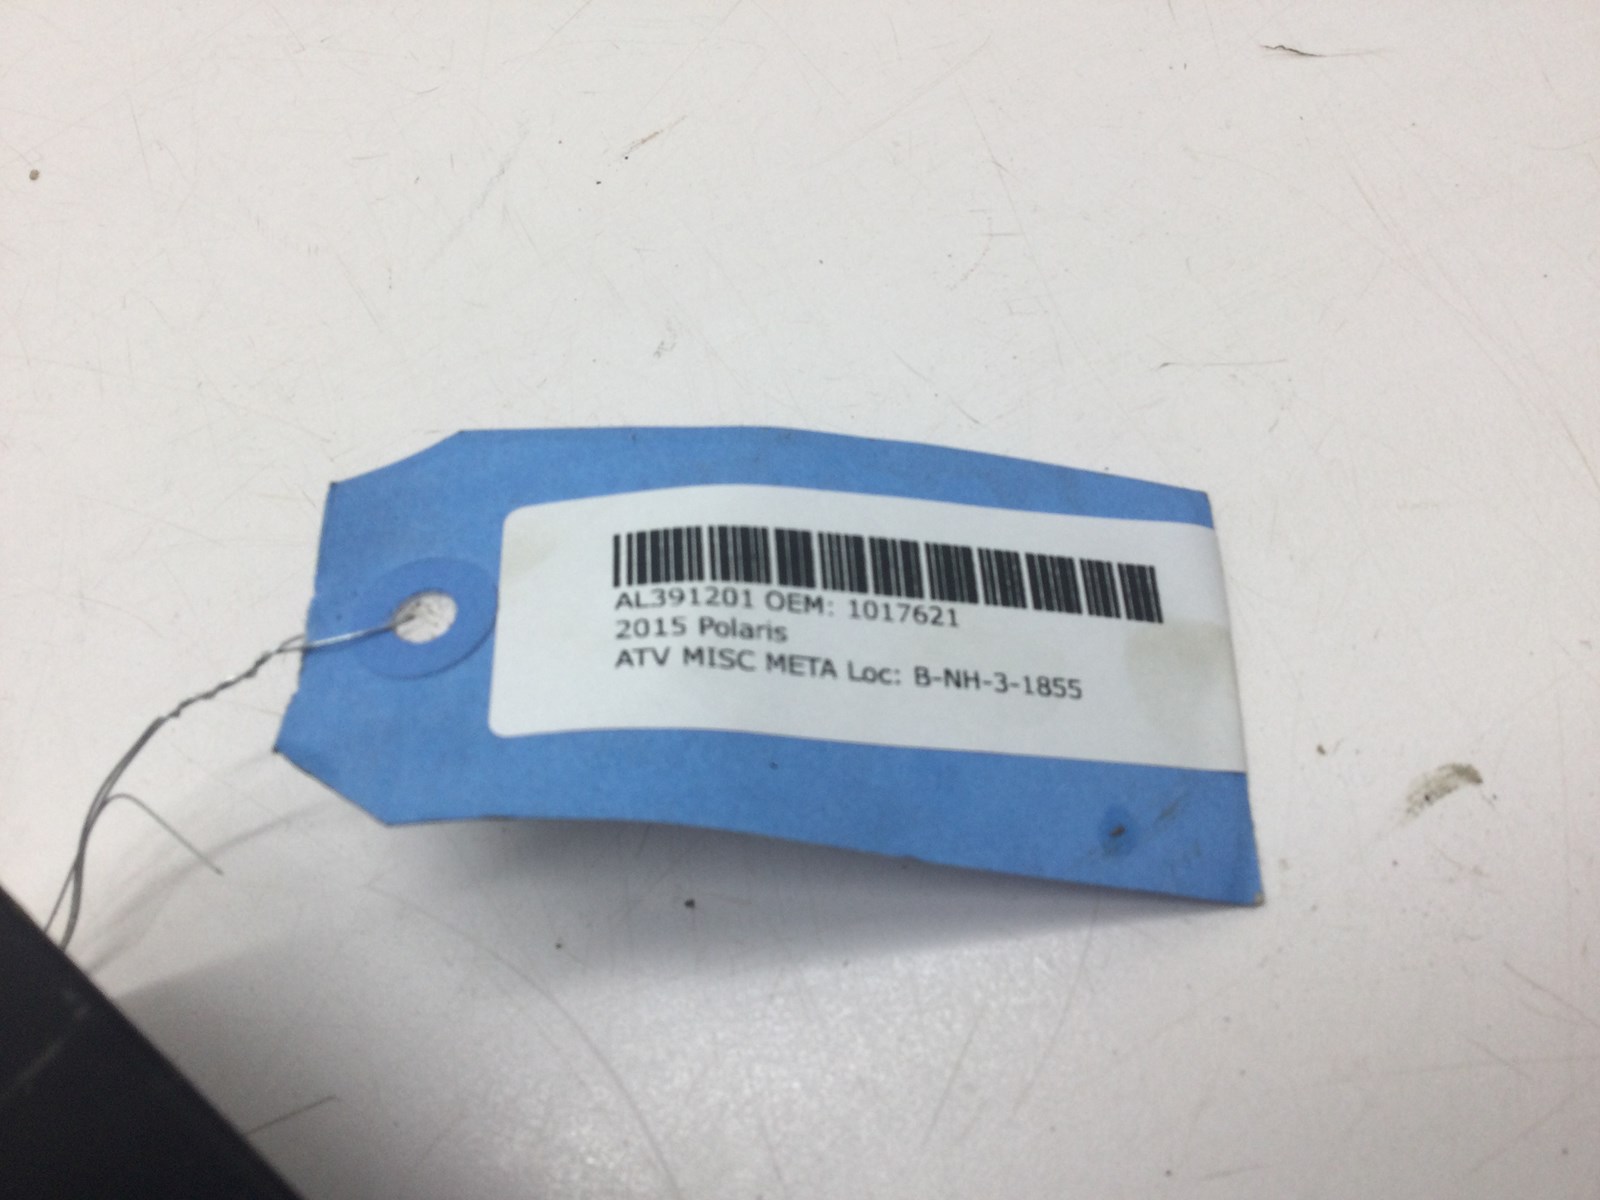 AL391201 OEM: 1017621
2015 Polaris
ATV MISC META Loc: B-NH-3-1855